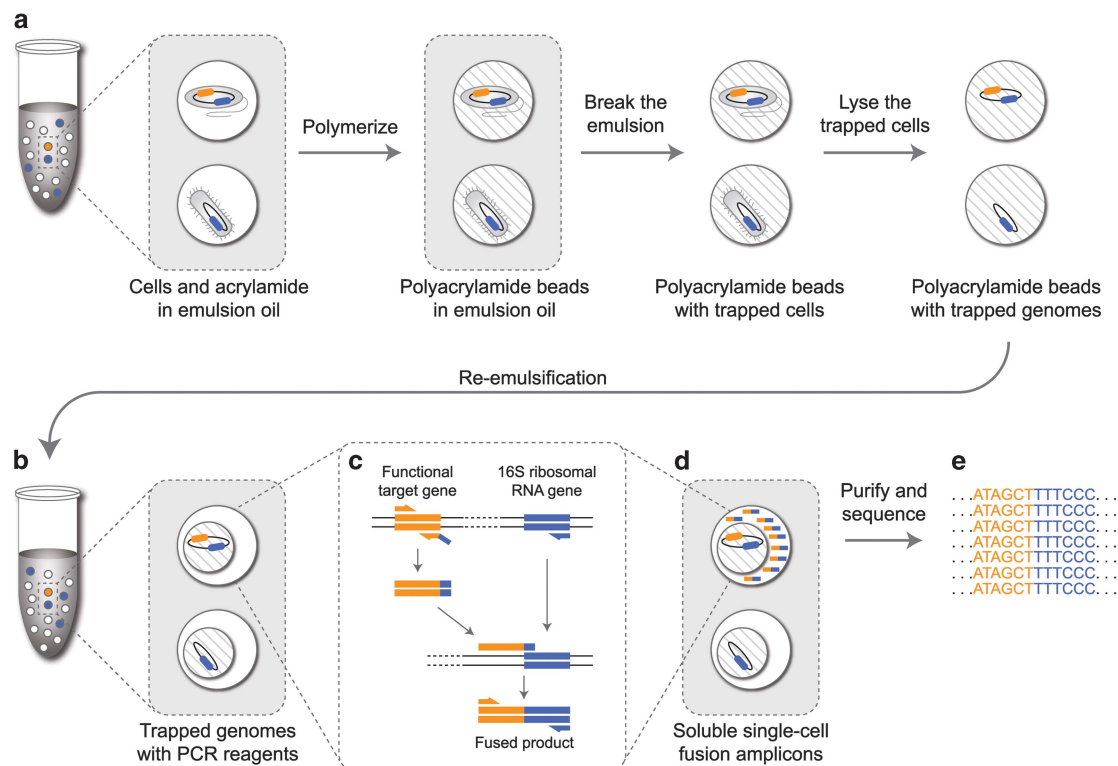 a
Polymerize
Break the
emulsion
Lyse the
trapped cells
Cells and acrylamide
in emulsion oil
Polyacrylamide beads
in emulsion oil
Polyacrylamide beads
with trapped cells
Polyacrylamide beads
with trapped genomes
Re-emulsification
b
Trapped genomes
with PCR reagents
c
Functional
target gene
16S ribosomal
RNA gene
Fused product
d
Soluble single-cell
fusion amplicons
Purify and
sequence
e
...ATAGCTTTTCCC...
...ATAGCTTTTCCC...
...ATAGCTTTTCCC...
...ATAGCTTTTCCC...
...ATAGCTTTTCCC...
...ATAGCTTTTCCC...
...ATAGCTTTTCCC...